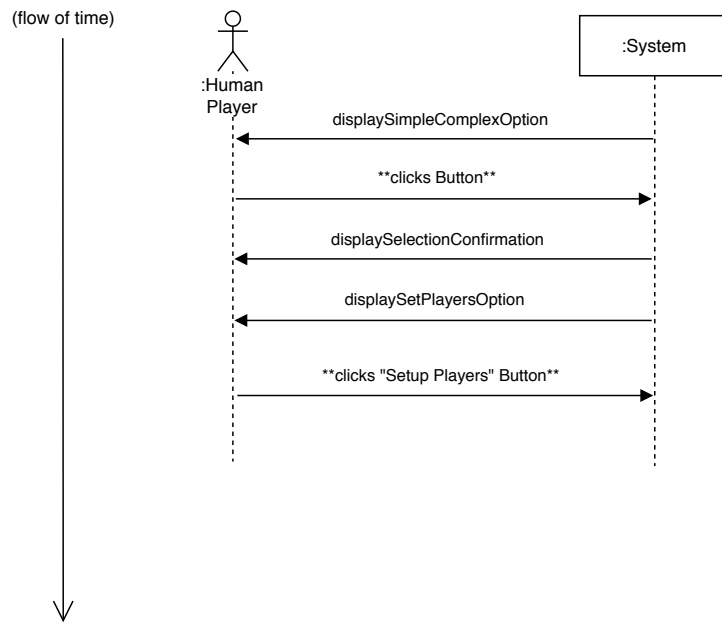 (flow of time)
:System
:Human
Player
displaySimpleComplexOption
**clicks Button**
displaySelectionConfirmation
displaySetPlayersOption
**clicks "Setup Players" Button**